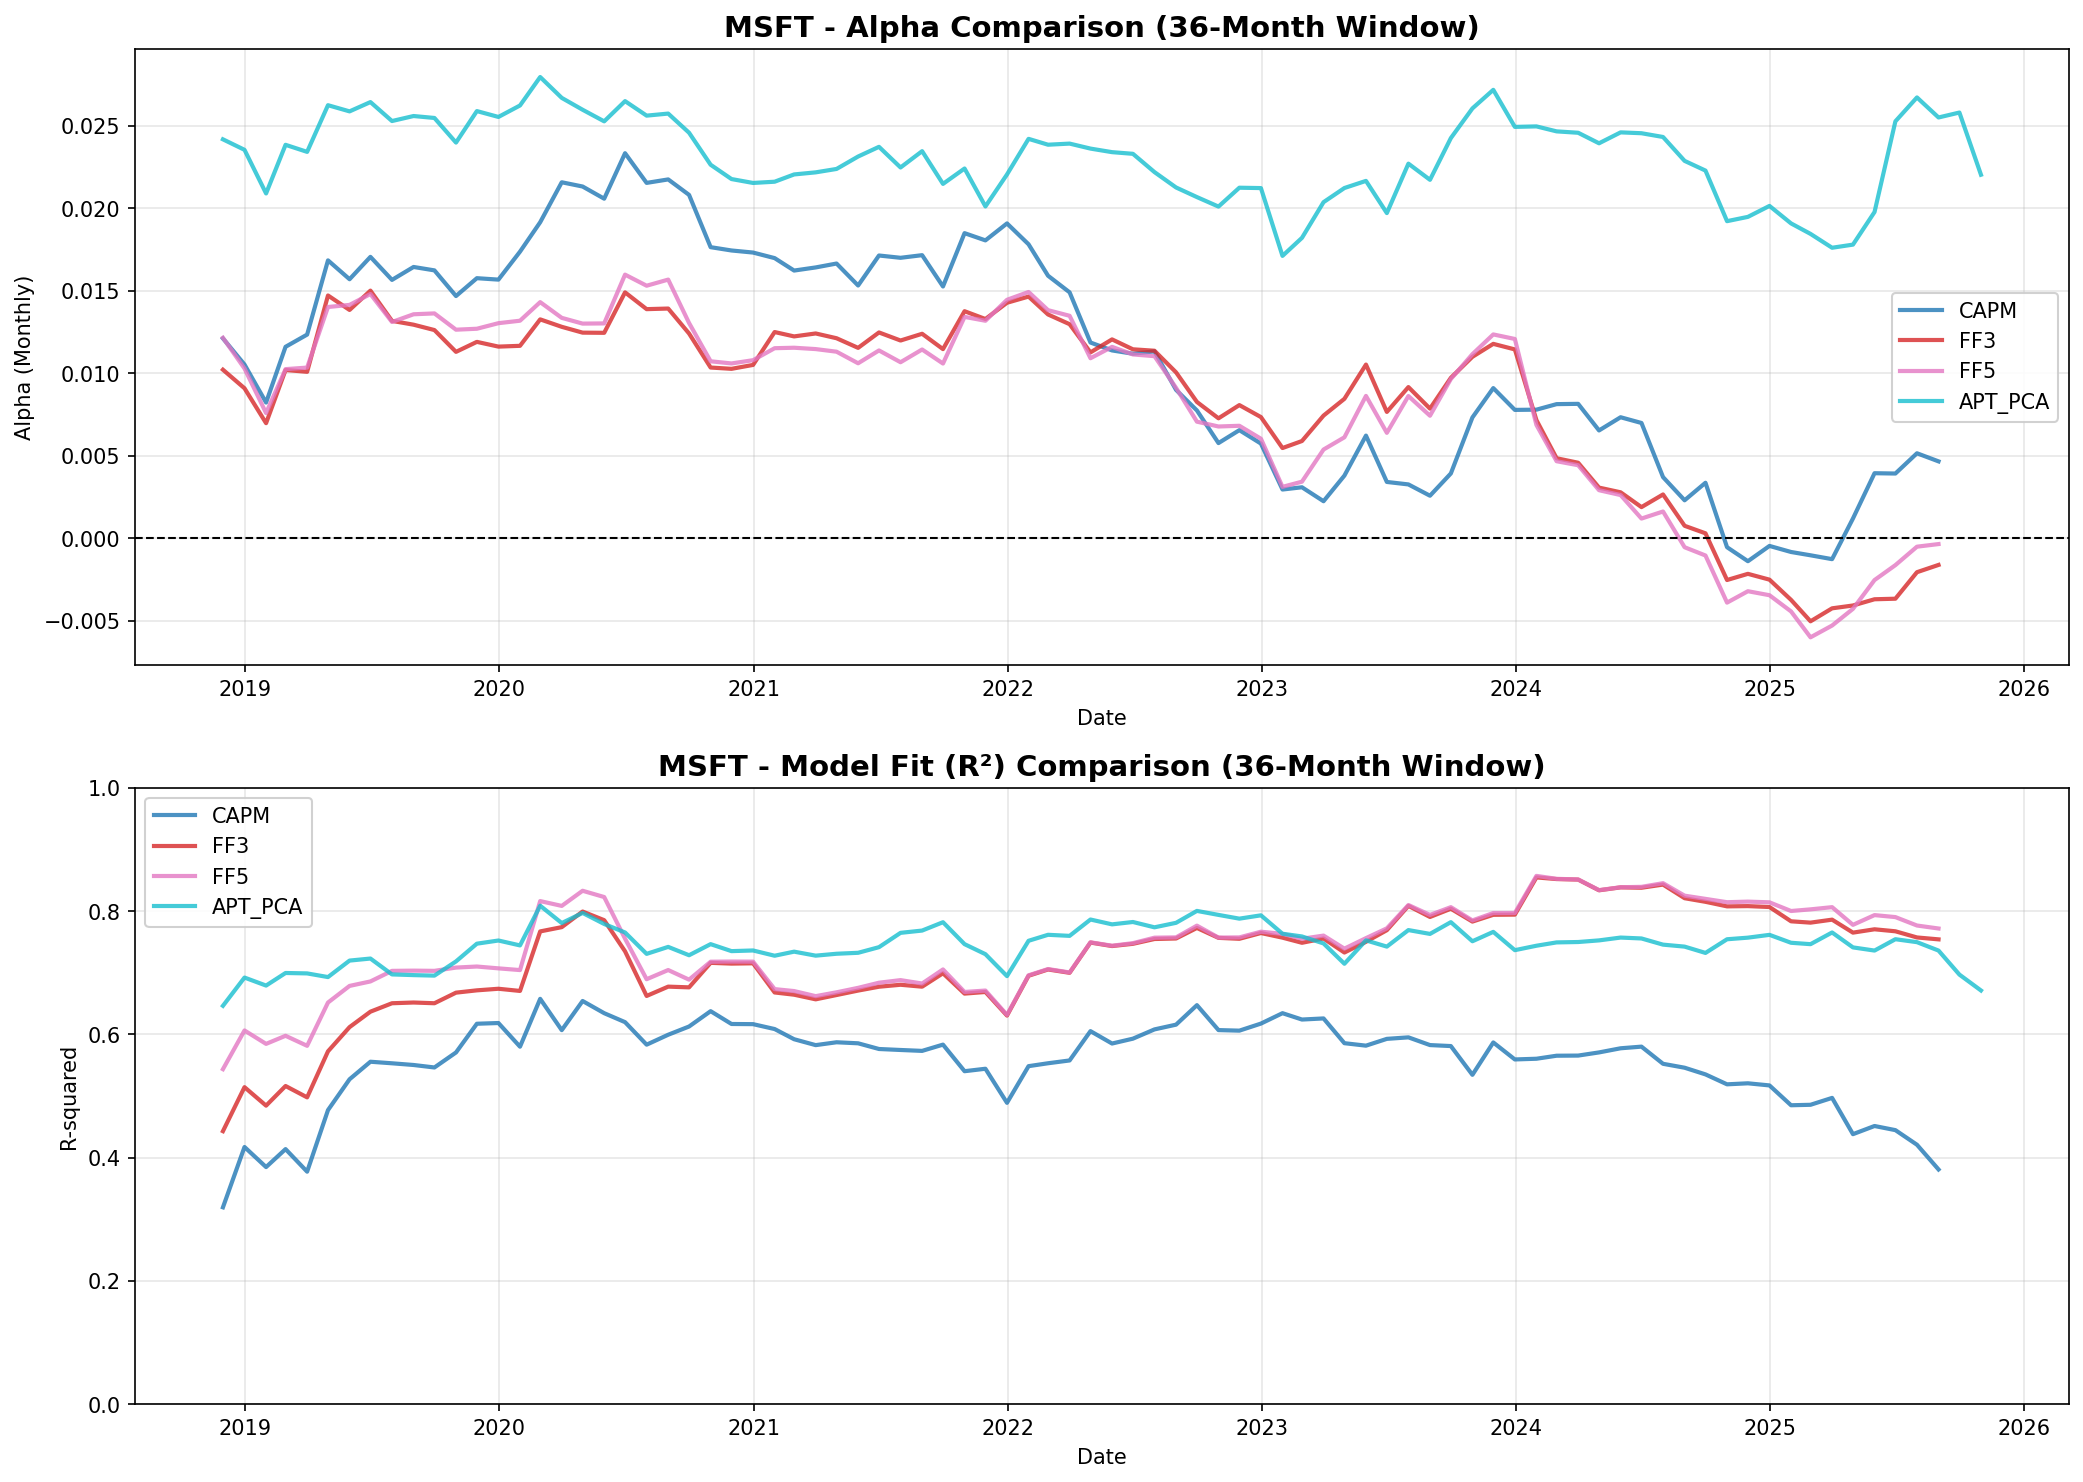 MSFT - Alpha Comparison (36-Month Window)
Alpha (Monthly)
0.025
0.020
0.015
0.010
0.005
0.000
−0.005
CAPM
FF3
FF5
APT_PCA
2019 2020 2021 2022 2023 2024 2025 2026
Date
MSFT - Model Fit (R²) Comparison (36-Month Window)
R-squared
1.0
0.8
0.6
0.4
0.2
0.0
CAPM
FF3
FF5
APT_PCA
2019 2020 2021 2022 2023 2024 2025 2026
Date